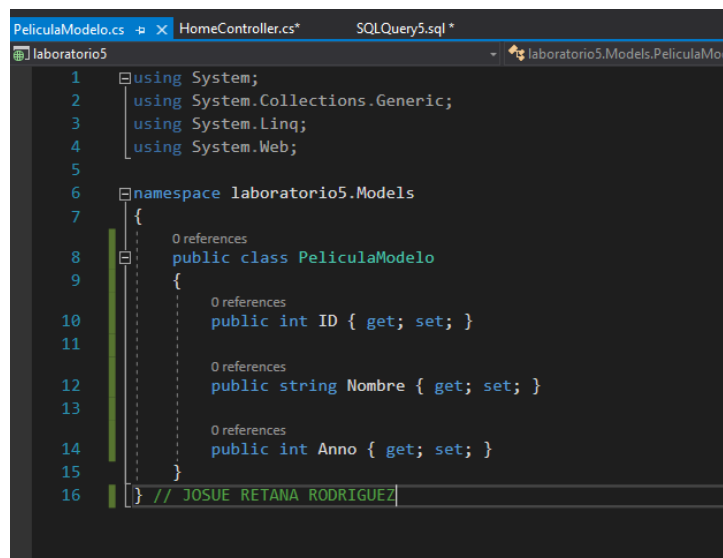 PeliculaModelo.cs HomeController.cs* SQLQuery5.sql *
laboratorio5 laboratorio5.Models.PeliculaMo
1 using System;
2 using System.Collections.Generic;
3 using System.Linq;
4 using System.Web;
5
6 namespace laboratorio5.Models
7 {
0 references
8 public class PeliculaModelo
9 {
0 references
10 public int ID { get; set; }
11
0 references
12 public string Nombre { get; set; }
13
0 references
14 public int Anno { get; set; }
15 }
16 } // JOSUE RETANA RODRIGUEZ